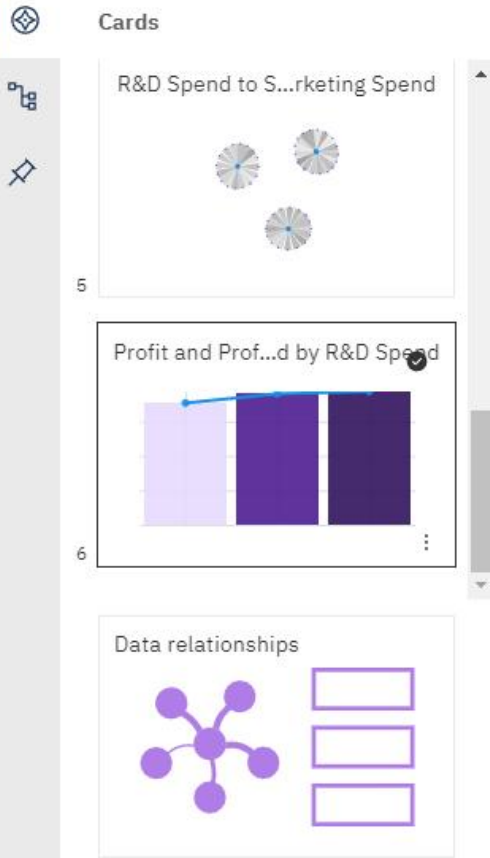 Cards
R&D Spend to S...rketing Spend
5
Profit and Prof...d by R&D Spend
6
Data relationships